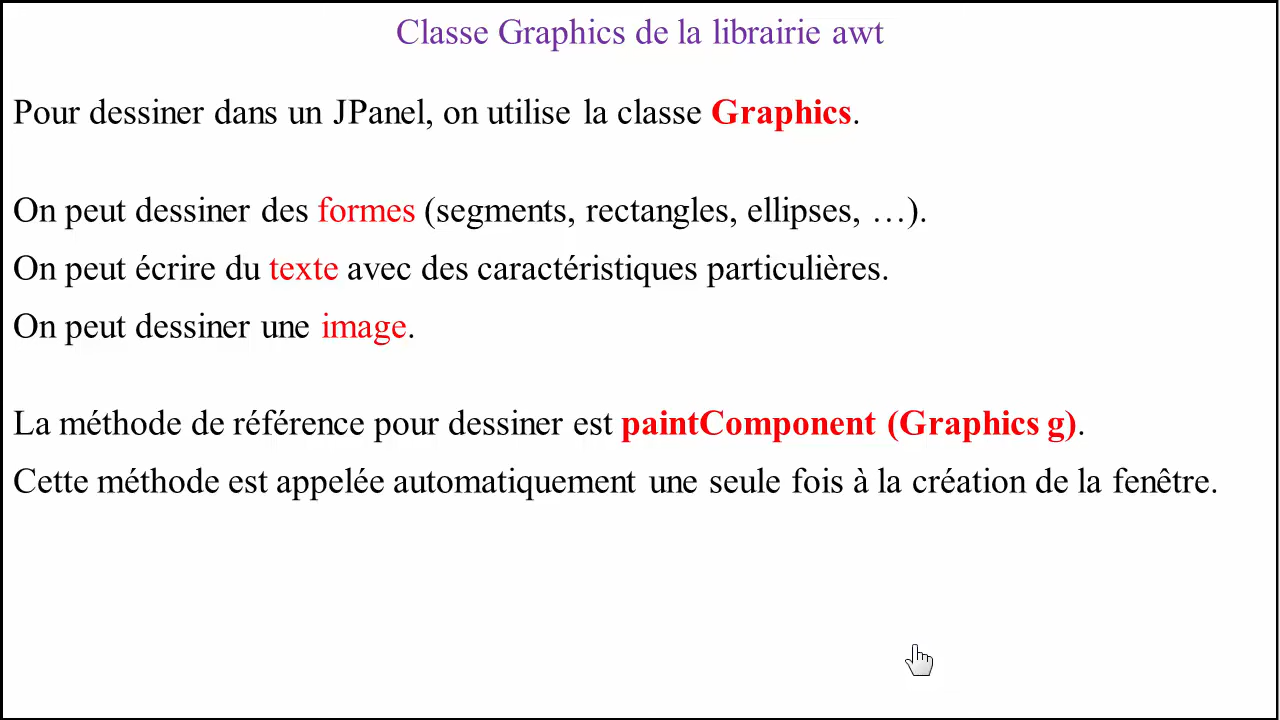 Classe Graphics de la librairie awt
Pour dessiner dans un JPanel, on utilise la classe Graphics.
On peut dessiner des formes (segments, rectangles, ellipses, …).
On peut écrire du texte avec des caractéristiques particulières.
On peut dessiner une image.
La méthode de référence pour dessiner est paintComponent (Graphics g).
Cette méthode est appelée automatiquement une seule fois à la création de la fenêtre.